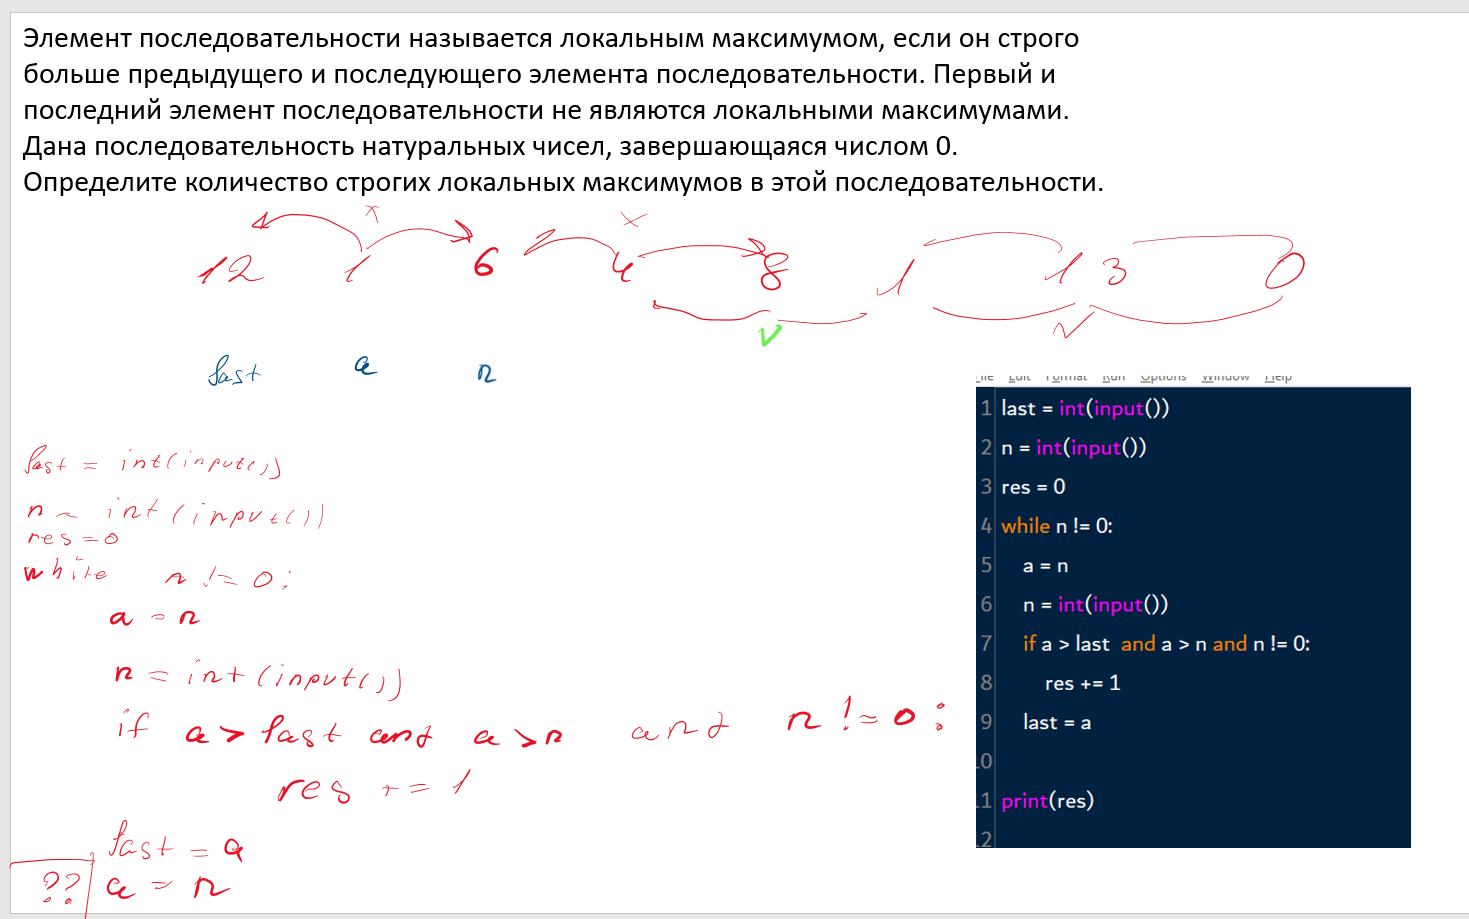 Элемент последовательности называется локальным максимумом, если он строго
больше предыдущего и последующего элемента последовательности. Первый и
последний элемент последовательности не являются локальными максимумами.
Дана последовательность натуральных чисел, завершающаяся числом 0.
Определите количество строгих локальных максимумов в этой последовательности.
x x
12 1 6 4 8 1 13 0
last a n
last = int(input())
n = int(input())
res = 0
while n != 0:
a = n
n = int(input())
if a > last and a > n and n != 0:
res += 1
last = a
?? a = n
File Edit Format Run Options Window Help
1 last = int(input())
2 n = int(input())
3 res = 0
4 while n != 0:
5 a = n
6 n = int(input())
7 if a > last and a > n and n != 0:
8 res += 1
9 last = a
10
11 print(res)
12